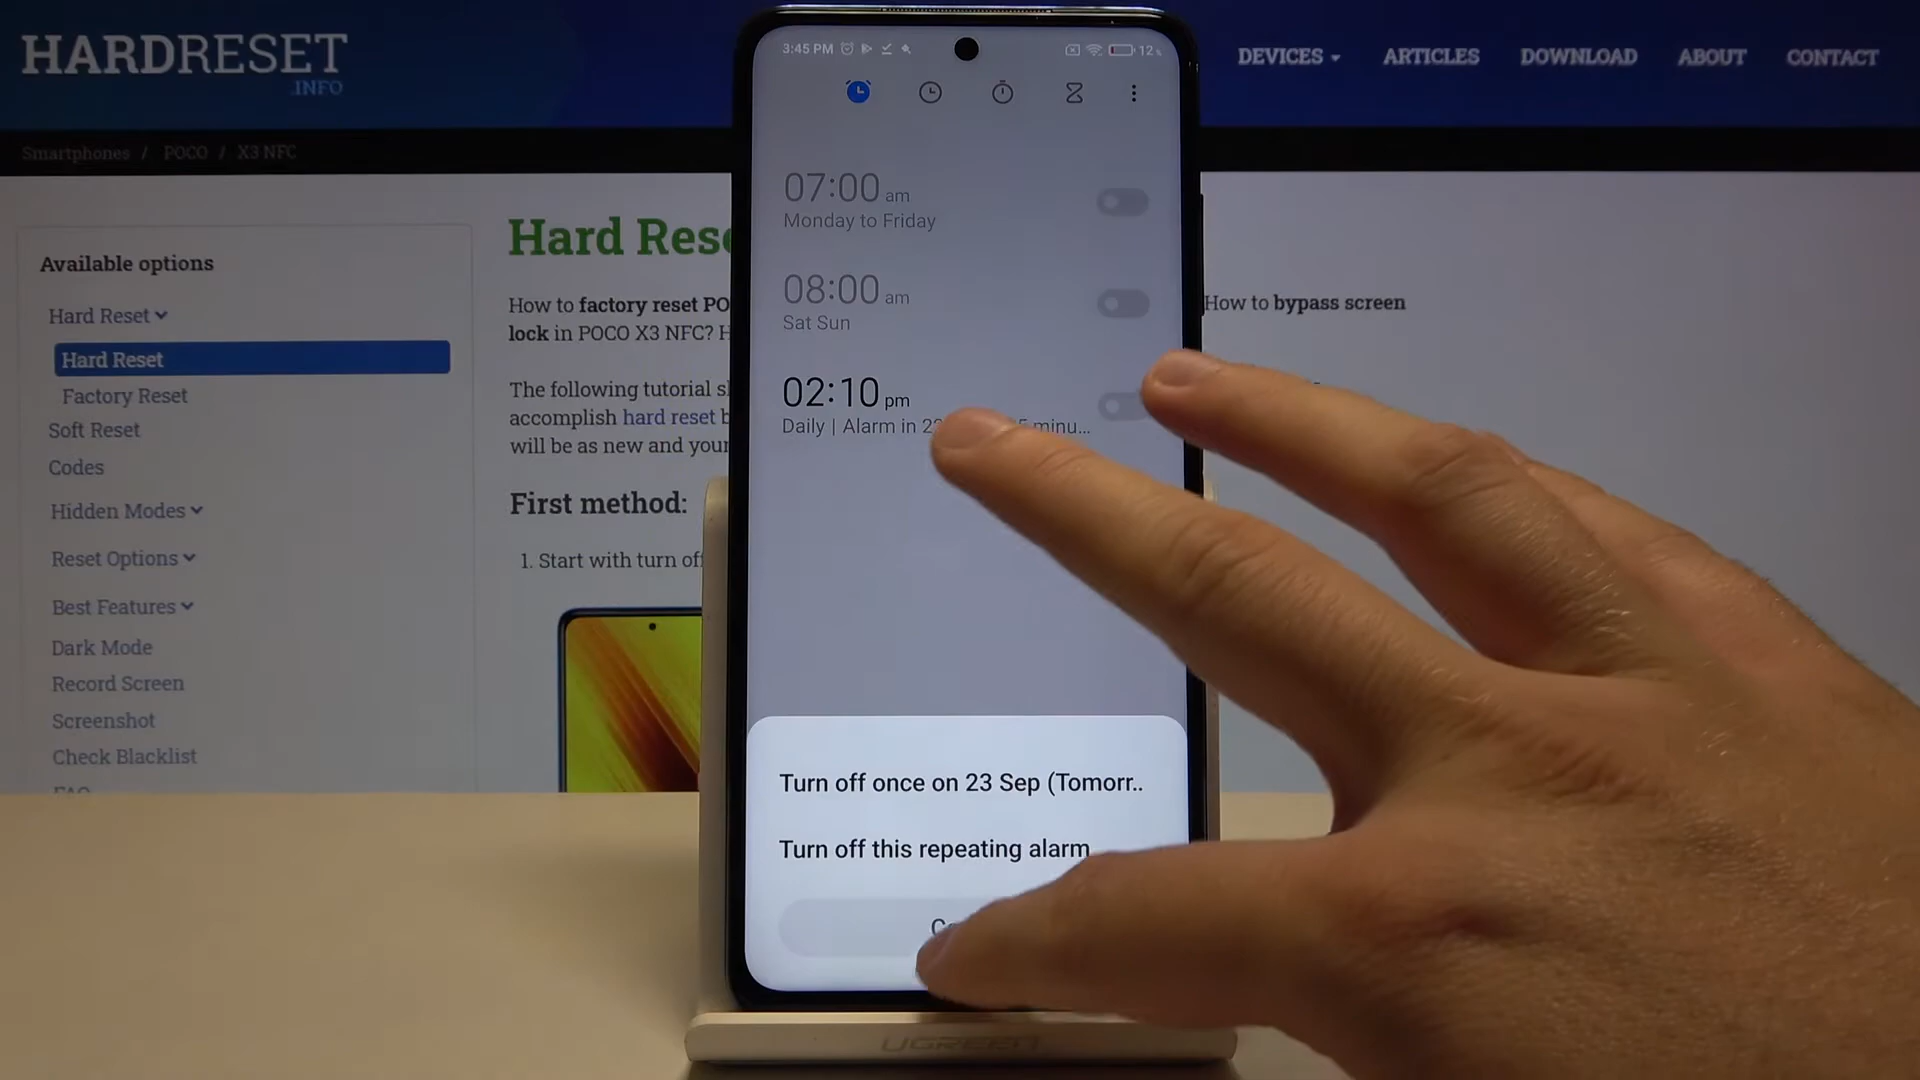 HARDRESET
.INFO
DEVICES
ARTICLES
DOWNLOAD
ABOUT
CONTACT
Smartphones / POCO / X3 NFC
Available options
Hard Reset
Hard Reset
Factory Reset
Soft Reset
Codes
Hidden Modes
Reset Options
Best Features
Dark Mode
Record Screen
Screenshot
Check Blacklist
FAQ
Hard Rese
How to factory reset PO
lock in POCO X3 NFC? H
How to bypass screen
The following tutorial s
accomplish hard reset b
will be as new and your
First method:
1. Start with turn of
3:45 PM
12%
07:00 am
Monday to Friday
08:00 am
Sat Sun
02:10 pm
Daily | Alarm in 2 5 minu...
Turn off once on 23 Sep (Tomorr..
Turn off this repeating alarm
UGREEN